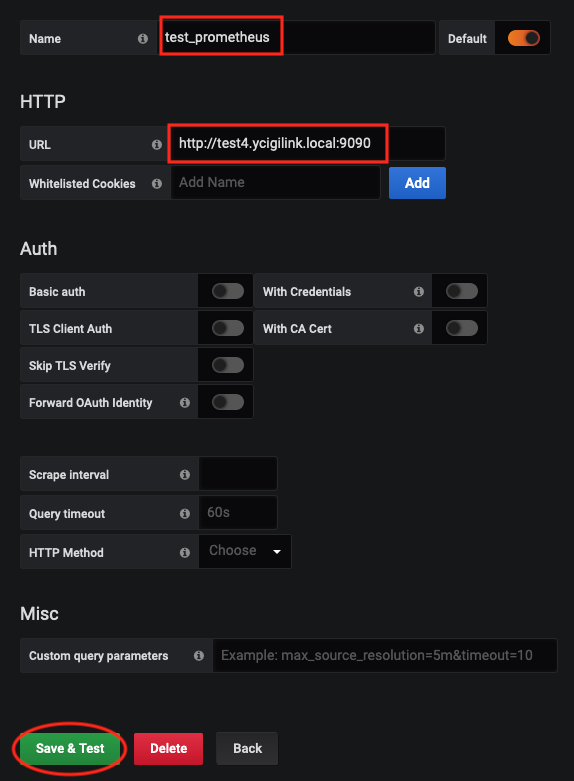 Name test_prometheus Default
HTTP
URL http://test4.ycigilink.local:9090
Whitelisted Cookies Add Name Add
Auth
Basic auth With Credentials
TLS Client Auth With CA Cert
Skip TLS Verify
Forward OAuth Identity
Scrape interval
Query timeout 60s
HTTP Method Choose
Misc
Custom query parameters Example: max_source_resolution=5m&timeout=10
Save & Test Delete Back